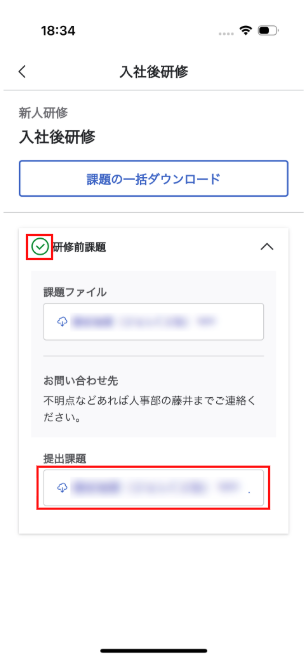 18:34
入社後研修
新人研修
入社後研修
課題の一括ダウンロード
研修前課題
課題ファイル
お問い合わせ先
不明点などあれば人事部の藤井までご連絡く
ださい。
提出課題